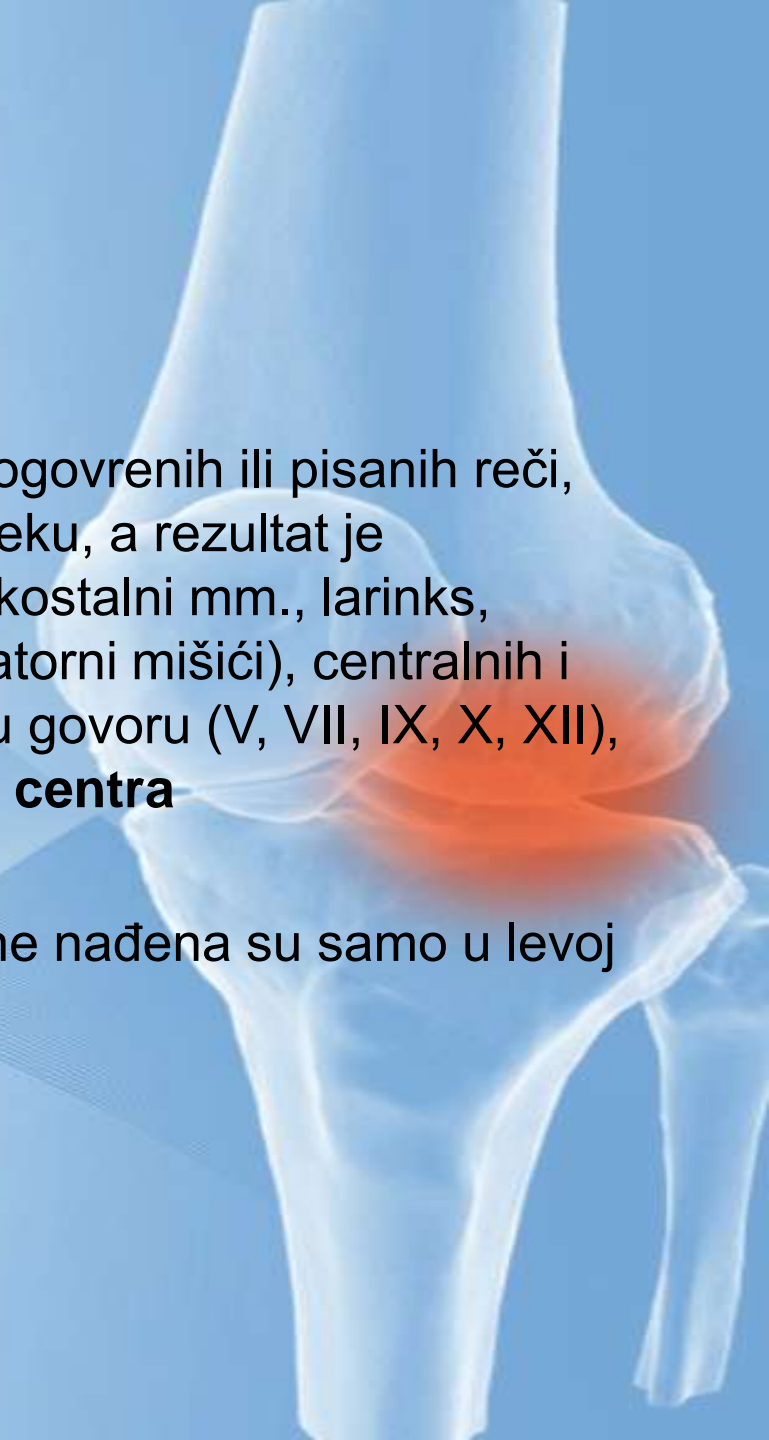 ogovrenih ili pisanih reči,
eku, a rezultat je
kostalni mm., larinks,
atorni mišići), centralnih i
u govoru (V, VII, IX, X, XII),
centra
ne nađena su samo u levoj